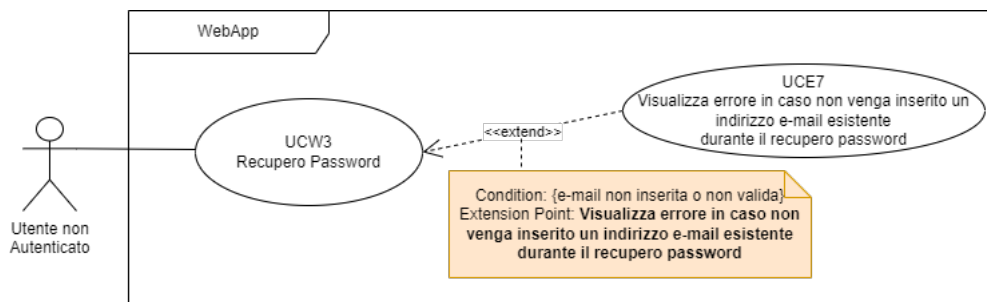 WebApp
UCE7
Visualizza errore in caso non venga inserito un
indirizzo e-mail esistente
durante il recupero password
<<extend>>
UCW3
Recupero Password
Condition: {e-mail non inserita o non valida}
Extension Point: Visualizza errore in caso non
venga inserito un indirizzo e-mail esistente
durante il recupero password
Utente non
Autenticato